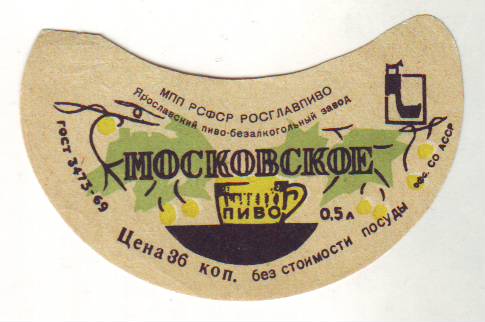 МПП РСФСР РОСГЛАВПИВО
Ярославский пиво-безалкогольный завод
ГОСТ 3473-69
МОСКОВСКОЕ
ПИВО
0,5 л
Цена 36 коп. без стоимости посуды
офс. СО АССР